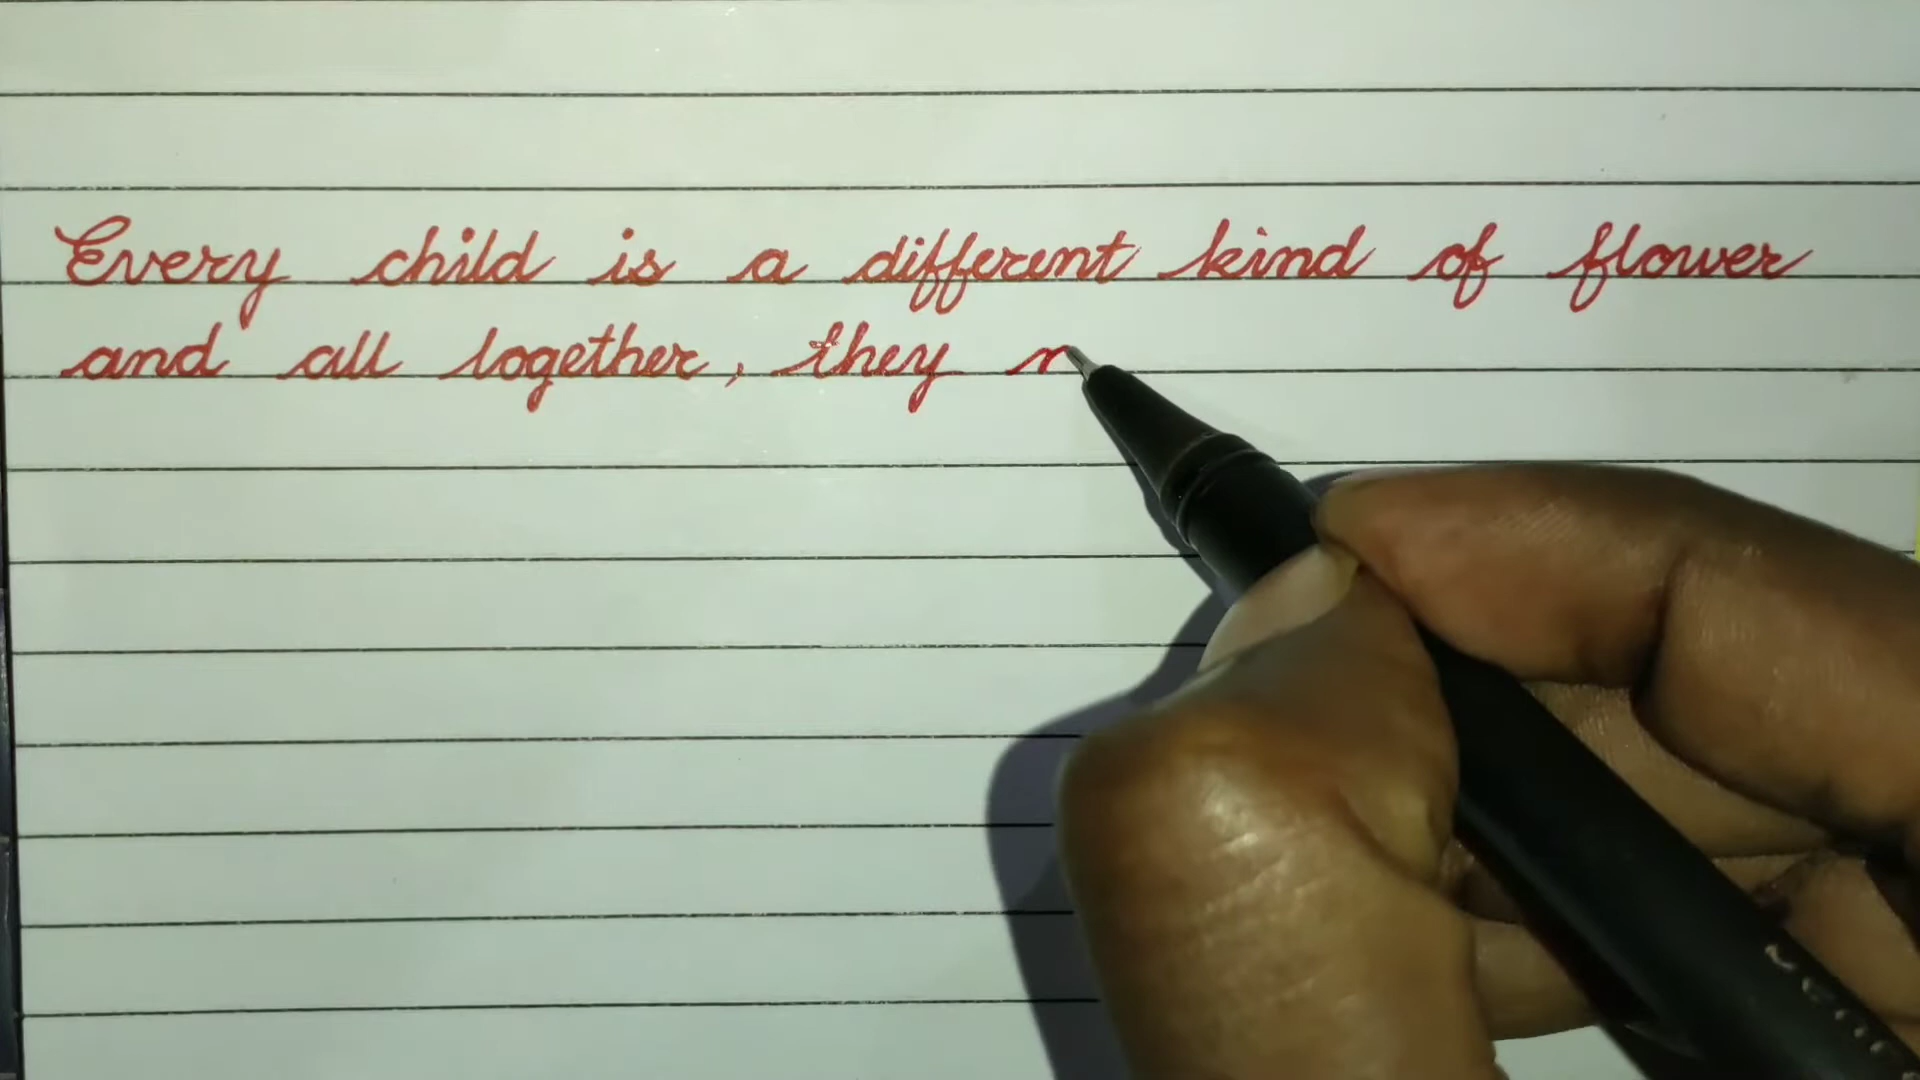 Every child is a different kind of flower
and all together, they